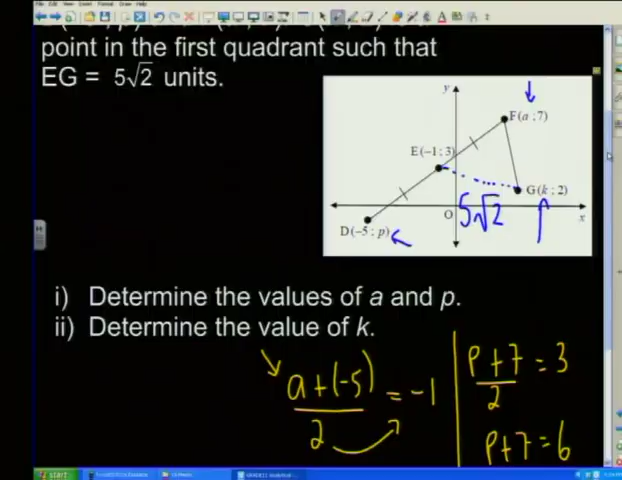 point in the first quadrant such that
EG = 5√2 units.
y
F(a ; 7)
E(−1 ; 3)
G(k ; 2)
5√2
O
x
D(−5 ; p)
i) Determine the values of a and p.
ii) Determine the value of k.
a+(-5)
2
= -1
p+7
2
= 3
p+7=6
start